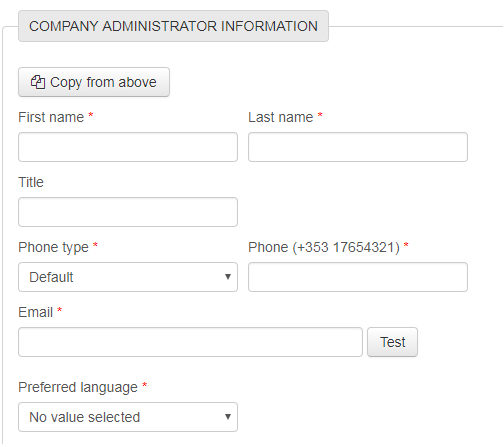 COMPANY ADMINISTRATOR INFORMATION
Copy from above
First name * Last name *
Title
Phone type * Phone (+353 17654321) *
Default
Email *
Test
Preferred language *
No value selected